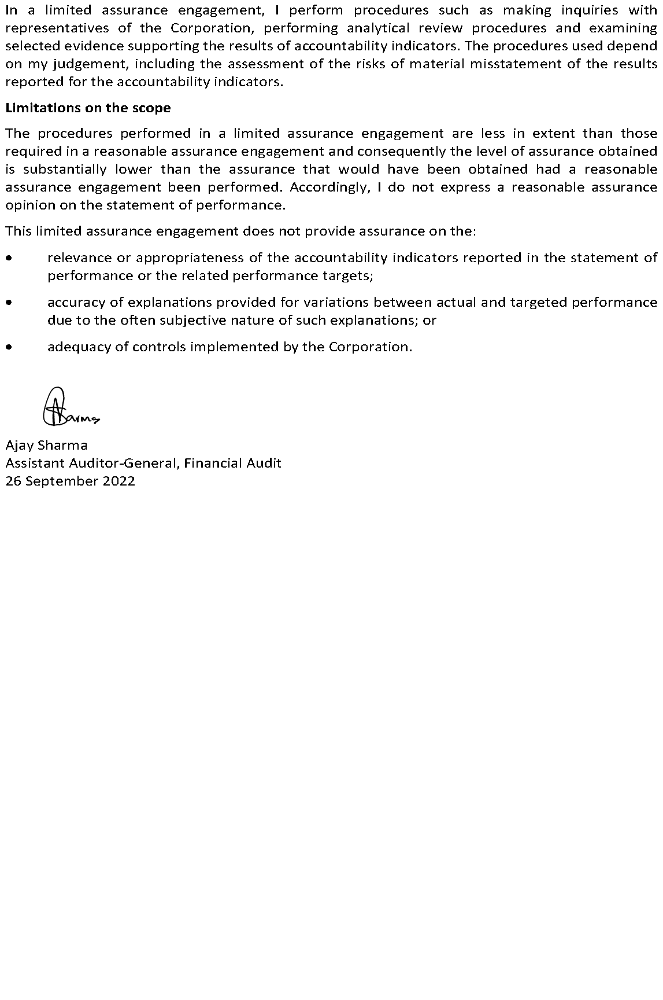 In a limited assurance engagement, I perform procedures such as making inquiries with
representatives of the Corporation, performing analytical review procedures and examining
selected evidence supporting the results of accountability indicators. The procedures used depend
on my judgement, including the assessment of the risks of material misstatement of the results
reported for the accountability indicators.
Limitations on the scope
The procedures performed in a limited assurance engagement are less in extent than those
required in a reasonable assurance engagement and consequently the level of assurance obtained
is substantially lower than the assurance that would have been obtained had a reasonable
assurance engagement been performed. Accordingly, I do not express a reasonable assurance
opinion on the statement of performance.
This limited assurance engagement does not provide assurance on the:
• relevance or appropriateness of the accountability indicators reported in the statement of
performance or the related performance targets;
• accuracy of explanations provided for variations between actual and targeted performance
due to the often subjective nature of such explanations; or
• adequacy of controls implemented by the Corporation.
Ajay Sharma
Assistant Auditor-General, Financial Audit
26 September 2022